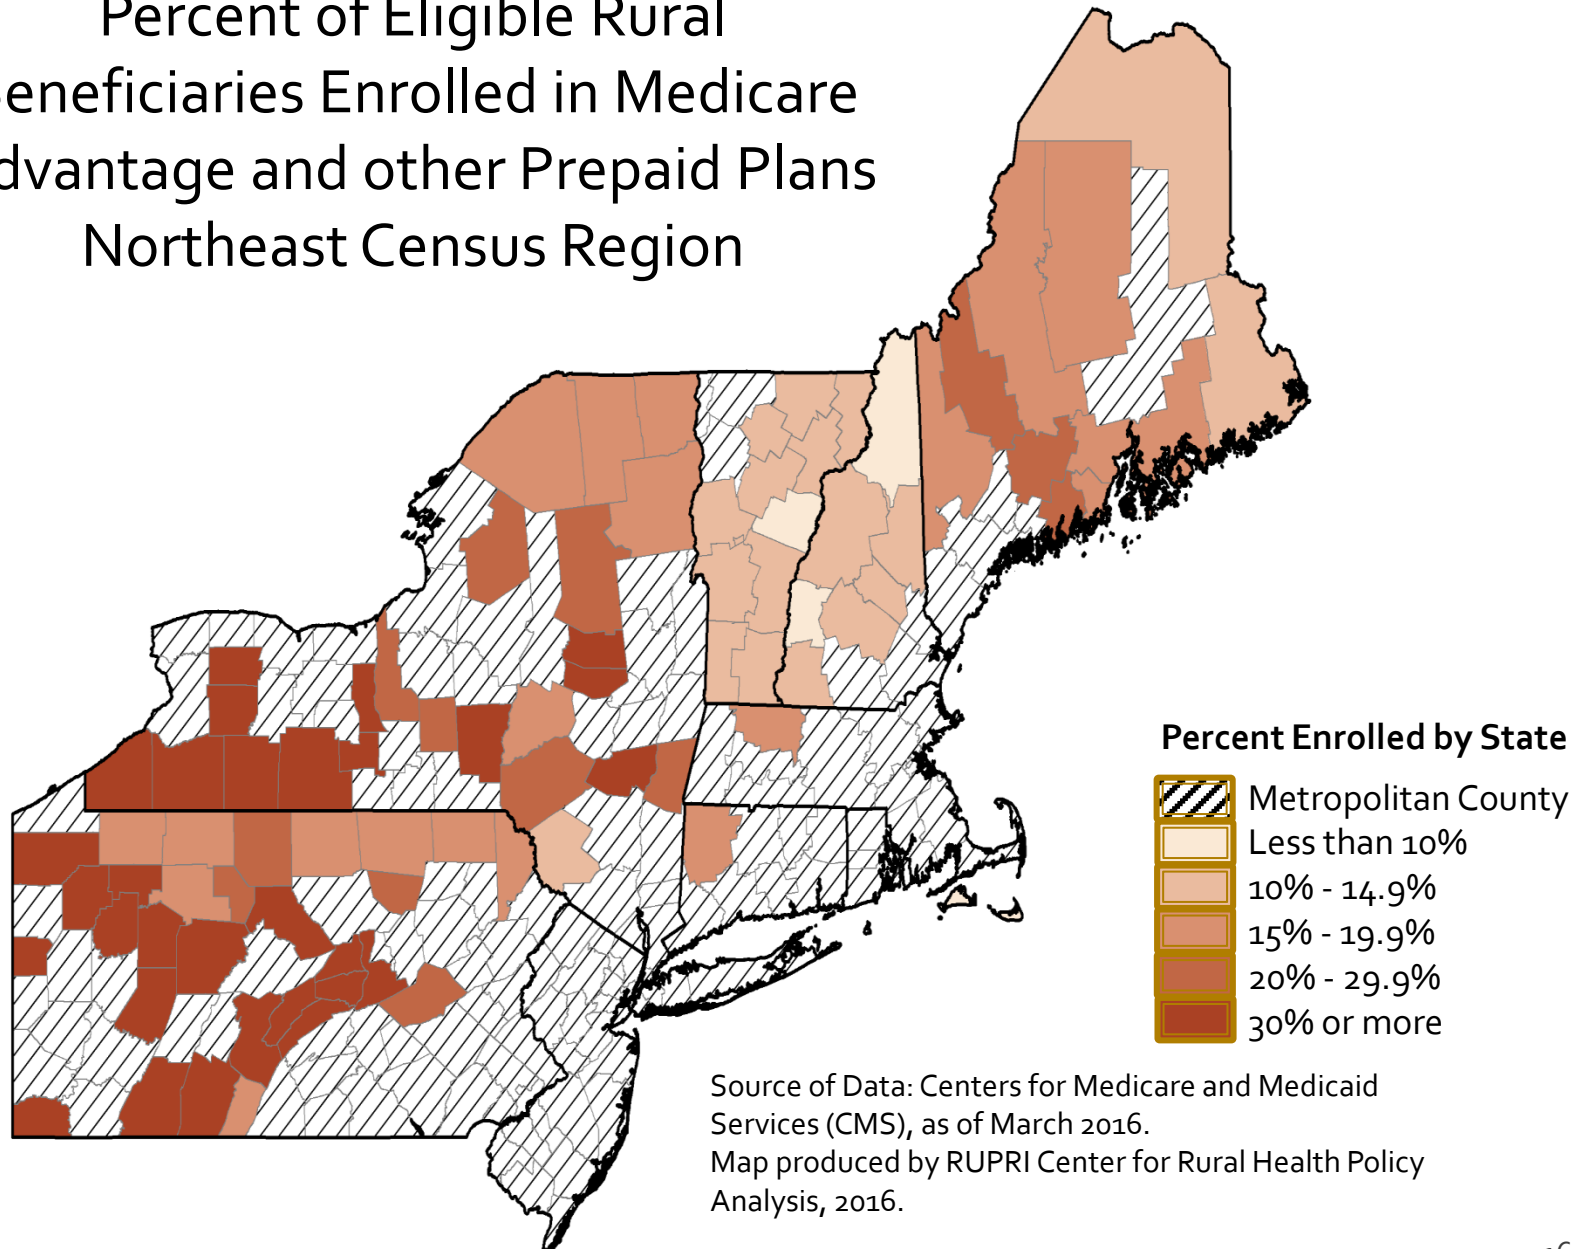 Percent of Eligible Rural
eneficiaries Enrolled in Medicare
dvantage and other Prepaid Plans
Northeast Census Region
Percent Enrolled by State
Metropolitan County
Less than 10%
10% - 14.9%
15% - 19.9%
20% - 29.9%
30% or more
Source of Data: Centers for Medicare and Medicaid
Services (CMS), as of March 2016.
Map produced by RUPRI Center for Rural Health Policy
Analysis, 2016.